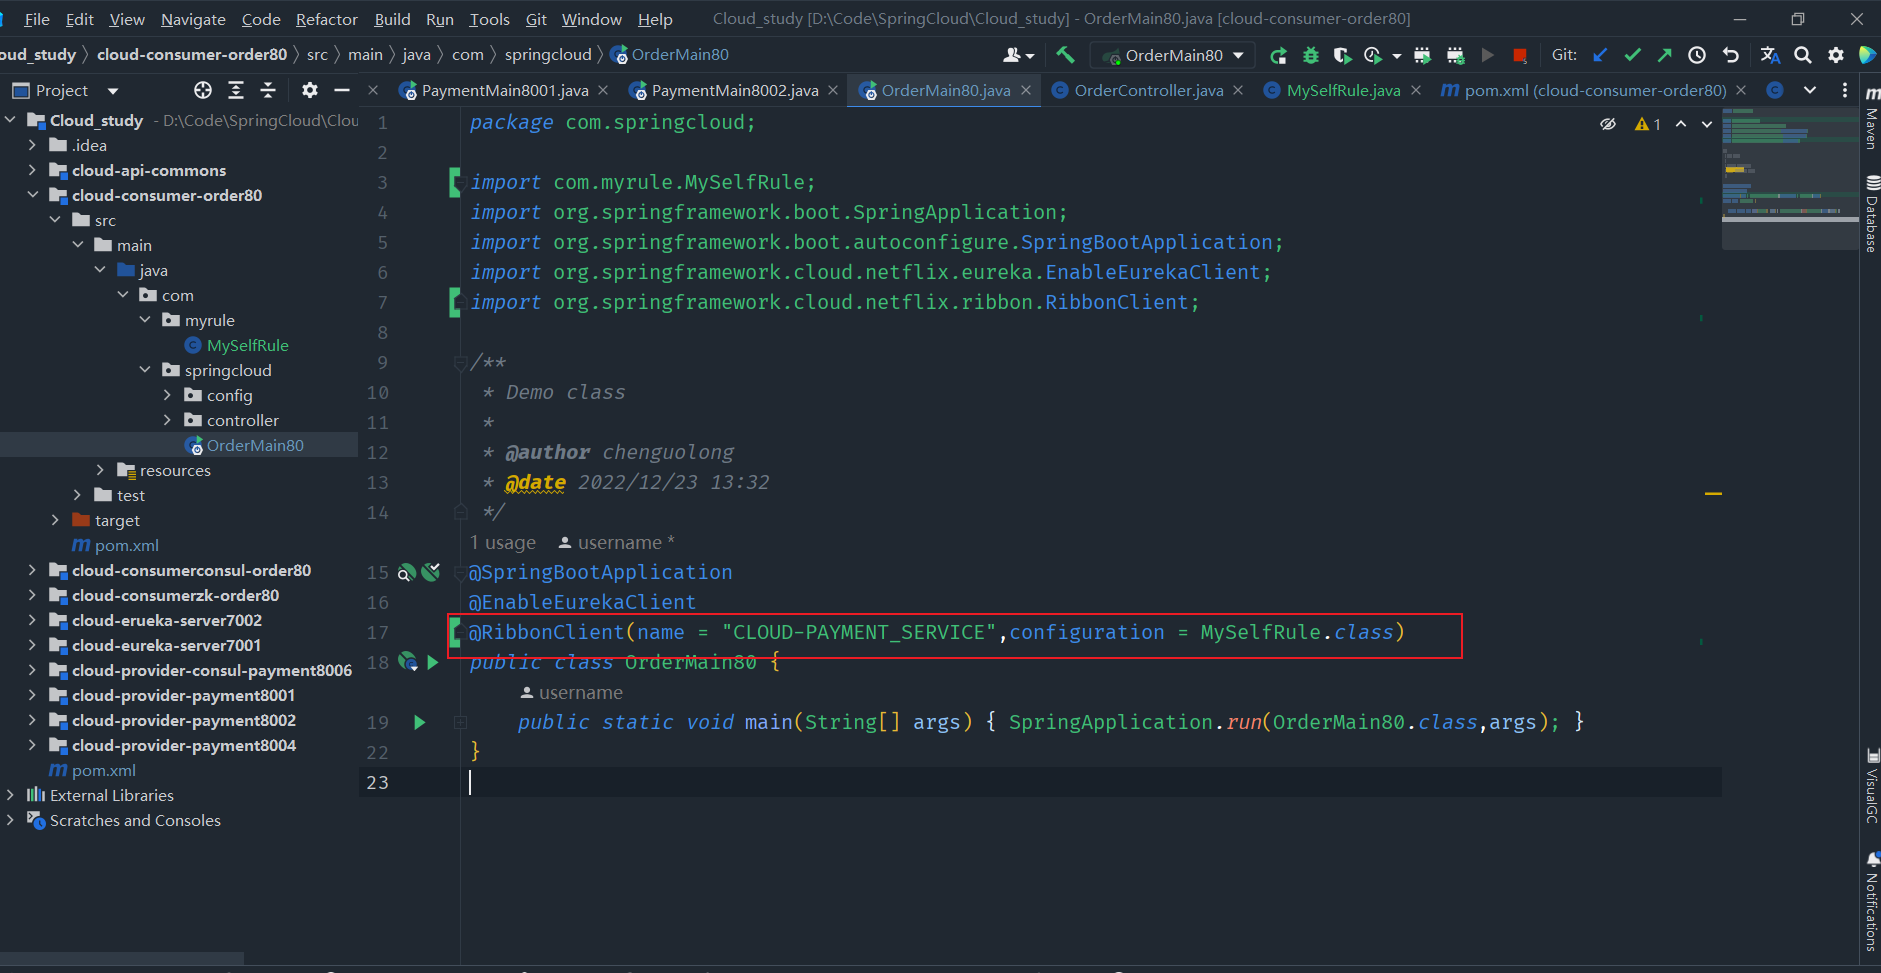 File Edit View Navigate Code Refactor Build Run Tools Git Window Help Cloud_study [D:\Code\SpringCloud\Cloud_study] - OrderMain80.java [cloud-consumer-order80]
oud_study cloud-consumer-order80 src main java com springcloud OrderMain80 OrderMain80 Git:
Project PaymentMain8001.java PaymentMain8002.java OrderMain80.java OrderController.java MySelfRule.java pom.xml (cloud-consumer-order80)
Cloud_study - D:\Code\SpringCloud\Clou
.idea
cloud-api-commons
cloud-consumer-order80
src
main
java
com
myrule
MySelfRule
springcloud
config
controller
OrderMain80
resources
test
target
pom.xml
cloud-consumerconsul-order80
cloud-consumerzk-order80
cloud-erueka-server7002
cloud-eureka-server7001
cloud-provider-consul-payment8006
cloud-provider-payment8001
cloud-provider-payment8002
cloud-provider-payment8004
pom.xml
External Libraries
Scratches and Consoles
1 package com.springcloud;
2
3 import com.myrule.MySelfRule;
4 import org.springframework.boot.SpringApplication;
5 import org.springframework.boot.autoconfigure.SpringBootApplication;
6 import org.springframework.cloud.netflix.eureka.EnableEurekaClient;
7 import org.springframework.cloud.netflix.ribbon.RibbonClient;
8
9 /**
10 * Demo class
11 *
12 * @author chenguolong
13 * @date 2022/12/23 13:32
14 */
1 usage username *
15 @SpringBootApplication
16 @EnableEurekaClient
17 @RibbonClient(name = "CLOUD-PAYMENT_SERVICE",configuration = MySelfRule.class)
18 public class OrderMain80 {
username
19 public static void main(String[] args) { SpringApplication.run(OrderMain80.class,args); }
22 }
23
1
m
Maven
Database
VisualGC
Notifications